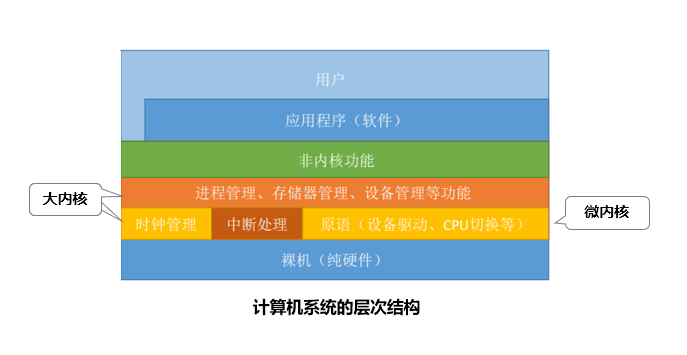 用户
应用程序（软件）
非内核功能
大内核
进程管理、存储器管理、设备管理等功能
时钟管理
中断处理
原语（设备驱动、CPU切换等）
微内核
裸机（纯硬件）
计算机系统的层次结构